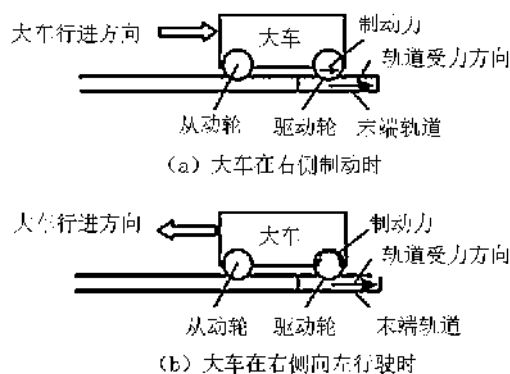 制动力
大车行进方向
大车
轨道受力方向
从动轮
驱动轮
末端轨道
（a）大车在右侧制动时
大车行进方向
制动力
大车
轨道受力方向
从动轮
驱动轮
末端轨道
（b）大车在右侧向左行驶时